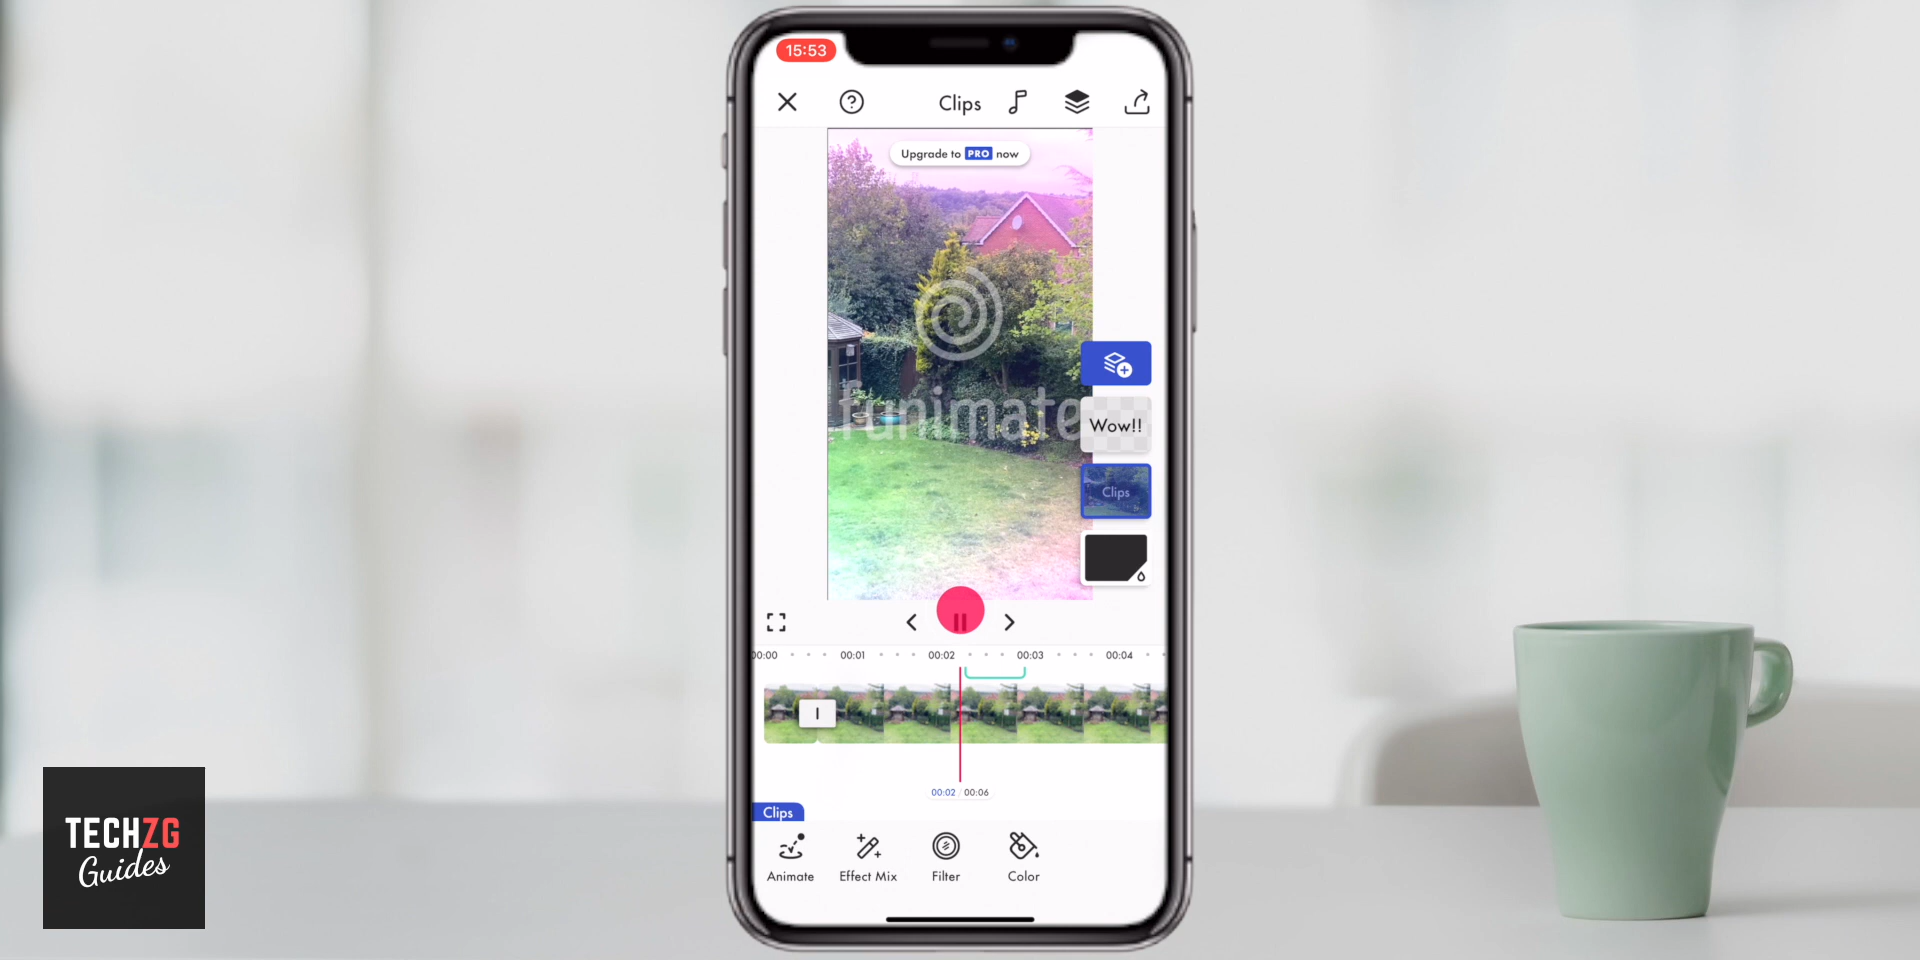 15:53
Clips
Upgrade to PRO now
funimate
Wow!!
Clips
00:00 00:01 00:02 00:03 00:04
00:02 / 00:06
Clips
Animate Effect Mix Filter Color
TECHZG
Guides